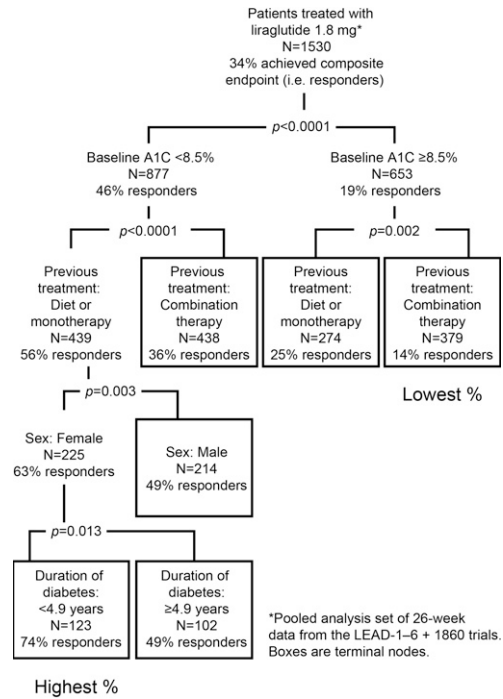 Patients treated with
liraglutide 1.8 mg*
N=1530
34% achieved composite
endpoint (i.e. responders)
p<0.0001
Baseline A1C <8.5%
N=877
46% responders
Baseline A1C ≥8.5%
N=653
19% responders
p<0.0001
p=0.002
Previous
treatment:
Diet or
monotherapy
N=439
56% responders
Previous
treatment:
Combination
therapy
N=438
36% responders
Previous
treatment:
Diet or
monotherapy
N=274
25% responders
Previous
treatment:
Combination
therapy
N=379
14% responders
Lowest %
p=0.003
Sex: Female
N=225
63% responders
Sex: Male
N=214
49% responders
p=0.013
Duration of
diabetes:
<4.9 years
N=123
74% responders
Duration of
diabetes:
≥4.9 years
N=102
49% responders
*Pooled analysis set of 26-week
data from the LEAD-1–6 + 1860 trials.
Boxes are terminal nodes.
Highest %